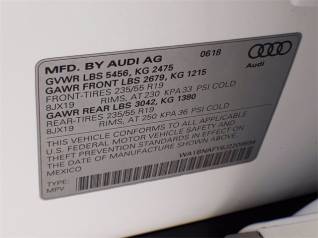 MFD. BY AUDI AG 0618
GVWR LBS 5456, KG 2475
GAWR FRONT LBS 2679, KG 1215
FRONT-TIRES 235/55 R19
8JX19 RIMS, AT 230 KPA 33 PSI COLD
GAWR REAR LBS 3042, KG 1380
REAR-TIRES 235/55 R19
8JX19 RIMS, AT 250 KPA 36 PSI COLD
THIS VEHICLE CONFORMS TO ALL APPLICABLE
U.S. FEDERAL MOTOR VEHICLE SAFETY, BUMPER AND
THEFT PREVENTION STANDARDS IN EFFECT ON THE
DATE OF MANUFACTURE SHOWN ABOVE.
MEXICO
TYPE:
MPV
Audi